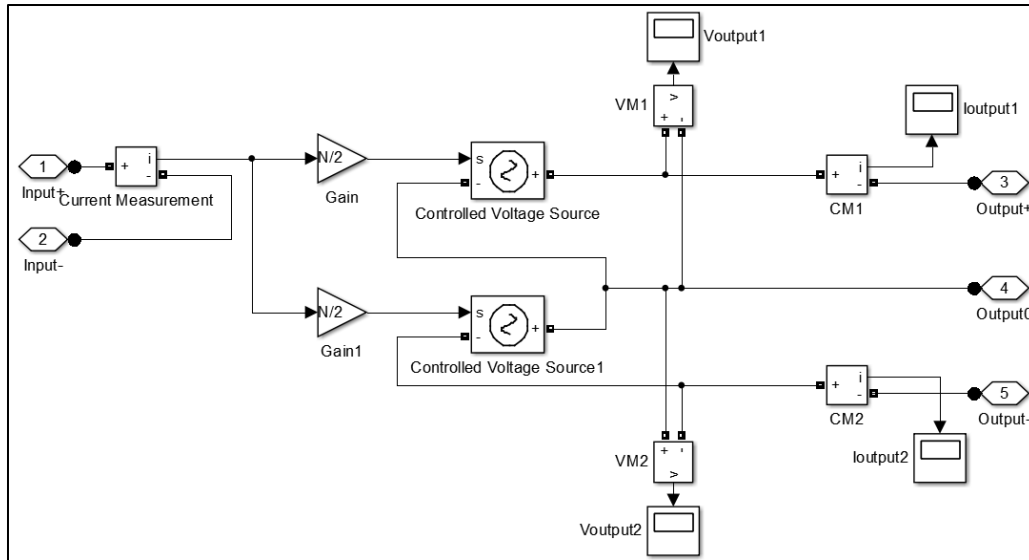 Voutput1
VM1
v
+ -
Ioutput1
1
Input+
+ i
-
Current Measurement
N/2
Gain
s
-
+
Controlled Voltage Source
+ i
-
CM1
3
Output+
2
Input-
4
Output0
N/2
Gain1
s
-
+
Controlled Voltage Source1
+ i
-
CM2
5
Output-
VM2
+ -
v
Ioutput2
Voutput2